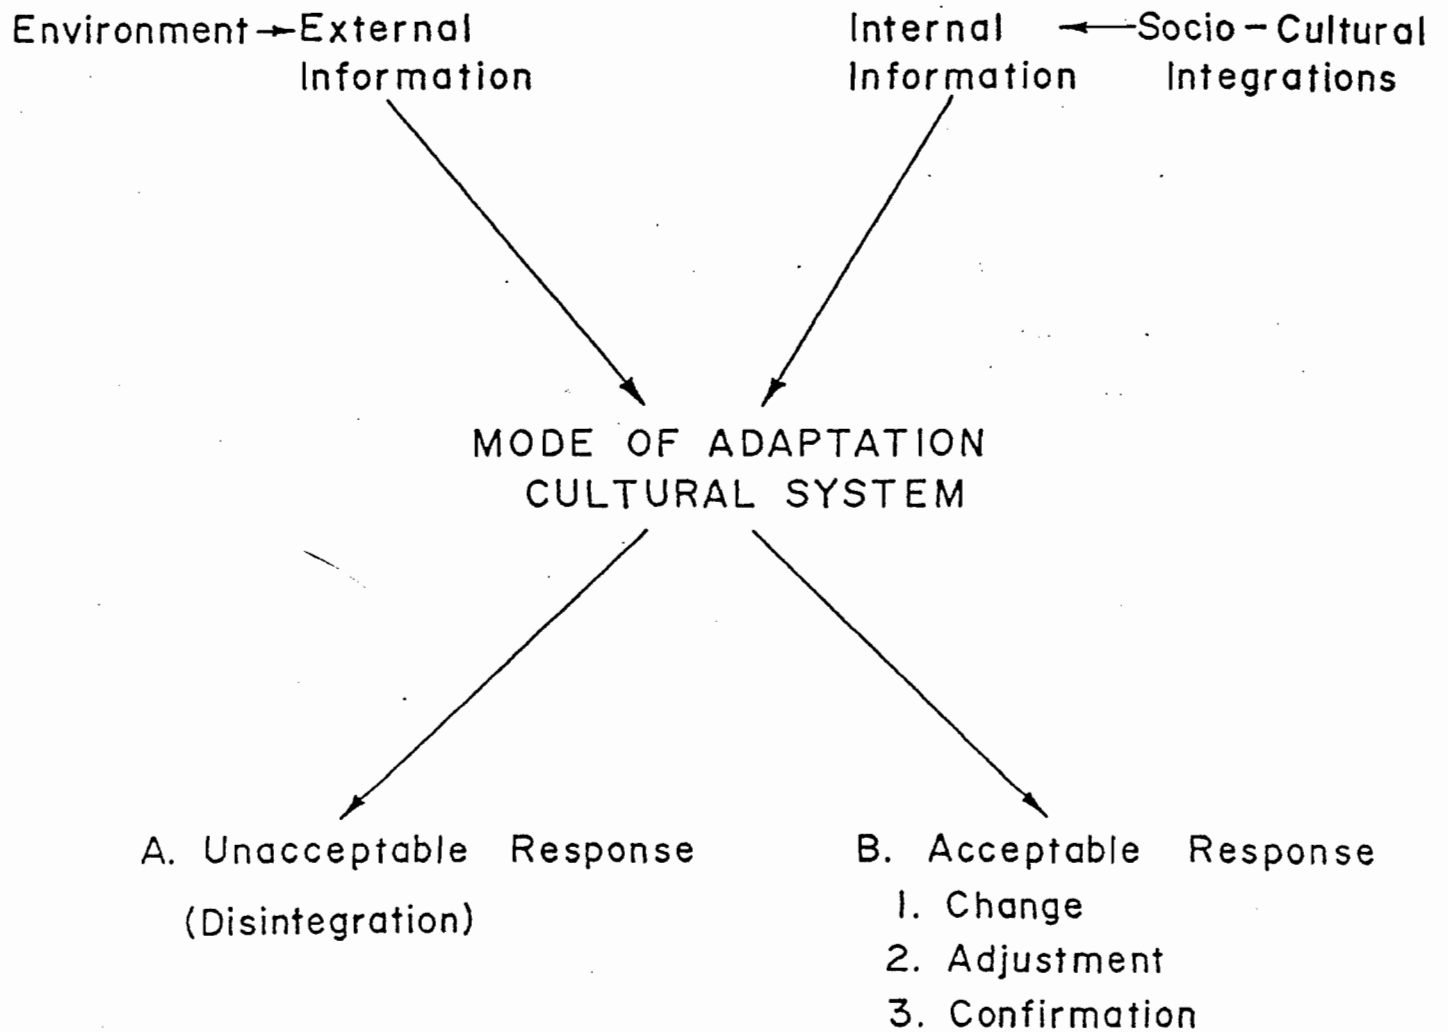 Environment → External Information
Internal Information ← Socio-Cultural Integrations
MODE OF ADAPTATION
CULTURAL SYSTEM
A. Unacceptable Response
(Disintegration)
B. Acceptable Response
1. Change
2. Adjustment
3. Confirmation